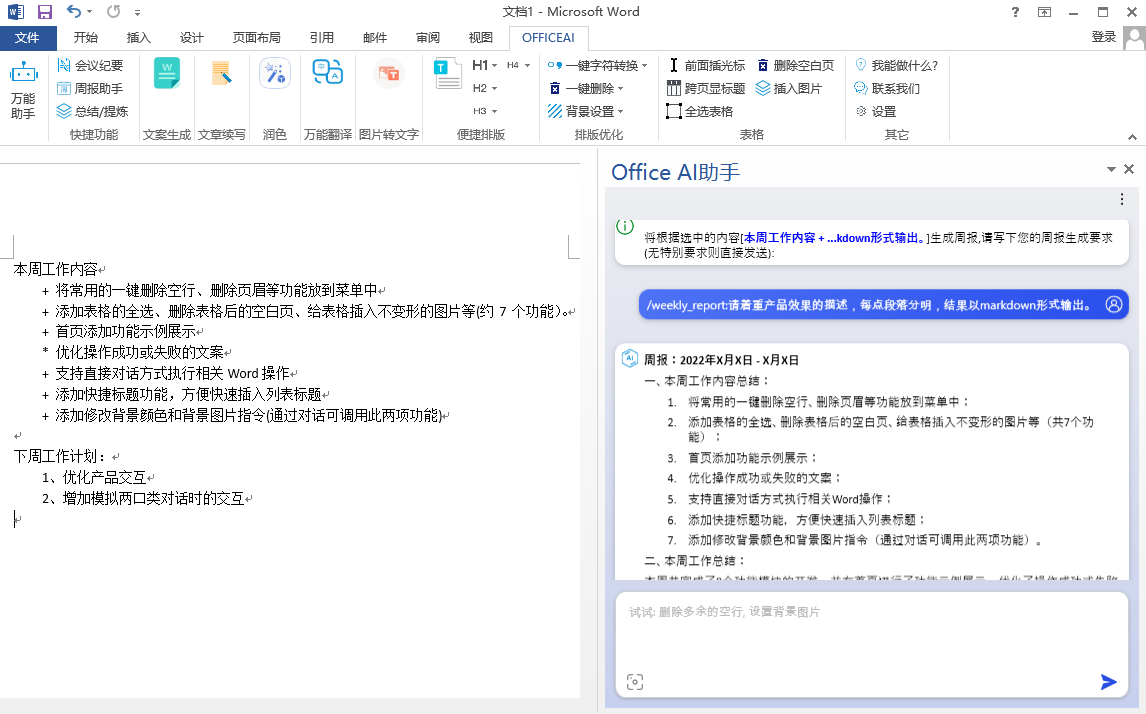 文档1 - Microsoft Word
文件 开始 插入 设计 页面布局 引用 邮件 审阅 视图 OFFICEAI 登录
万能
助手
会议纪要
周报助手
总结/提炼
快捷功能
文案生成
文章续写
润色
万能翻译
图片转文字
H1 H4
H2
H3
便捷排版
一键字符转换
一键删除
背景设置
排版优化
前面插光标 删除空白页
跨页显标题 插入图片
全选表格
表格
我能做什么?
联系我们
设置
其它
本周工作内容
+ 将常用的一键删除空行、删除页眉等功能放到菜单中
+ 添加表格的全选、删除表格后的空白页、给表格插入不变形的图片等(约 7 个功能)。
+ 首页添加功能示例展示
* 优化操作成功或失败的文案
+ 支持直接对话方式执行相关 Word 操作
+ 添加快捷标题功能，方便快速插入列表标题
+ 添加修改背景颜色和背景图片指令(通过对话可调用此两项功能)
下周工作计划：
1、优化产品交互
2、增加模拟两口类对话时的交互
Office AI助手
将根据选中的内容[本周工作内容 + ...kdown形式输出。]生成周报,请写下您的周报生成要求
(无特别要求则直接发送):
/weekly_report:请着重产品效果的描述，每点段落分明，结果以markdown形式输出。
周报：2022年X月X日 - X月X日
一、本周工作内容总结：
1. 将常用的一键删除空行、删除页眉等功能放到菜单中；
2. 添加表格的全选、删除表格后的空白页、给表格插入不变形的图片等（共7个功
能）；
3. 首页添加功能示例展示；
4. 优化操作成功或失败的文案；
5. 支持直接对话方式执行相关Word操作；
6. 添加快捷标题功能，方便快速插入列表标题；
7. 添加修改背景颜色和背景图片指令（通过对话可调用此两项功能）。
二、本周工作总结：
试试: 删除多余的空行, 设置背景图片